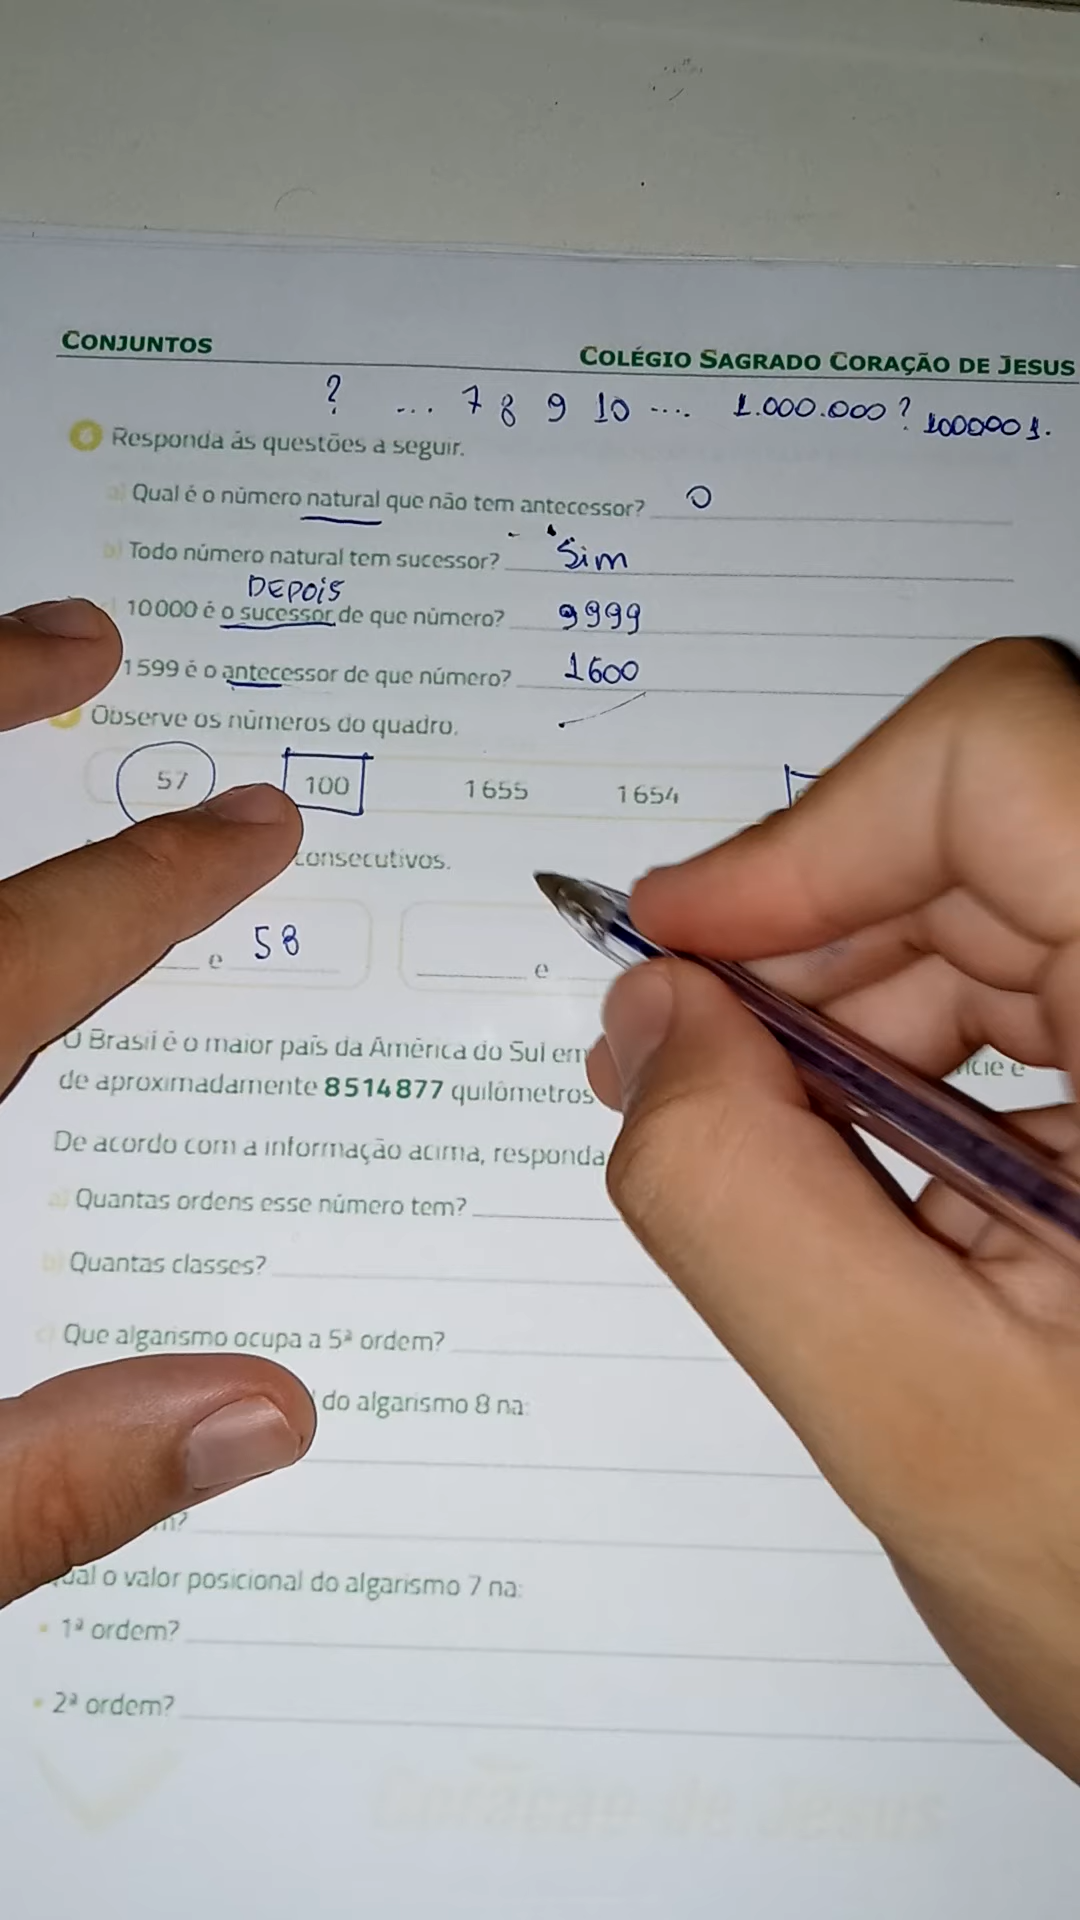 CONJUNTOS
COLÉGIO SAGRADO CORAÇÃO DE JESUS
? ... 7 8 9 10 .... 1.000.000? 1000001.
Responda ás questões a seguir.
a) Qual é o número natural que não tem antecessor? 0
b) Todo número natural tem sucessor? Sim
DEPOIS
10 000 é o sucessor de que número? 9999
1 599 é o antecessor de que número? 1600
Observe os números do quadro.
57 100 1 655 1 654
consecutivos.
e 58
e
O Brasil é o maior país da América do Sul em
de aproximadamente 8 514 877 quilômetros
De acordo com a informação acima, responda
a) Quantas ordens esse número tem?
b) Quantas classes?
c) Que algarismo ocupa a 5ª ordem?
do algarismo 8 na:
o valor posicional do algarismo 7 na:
• 1ª ordem?
• 2ª ordem?